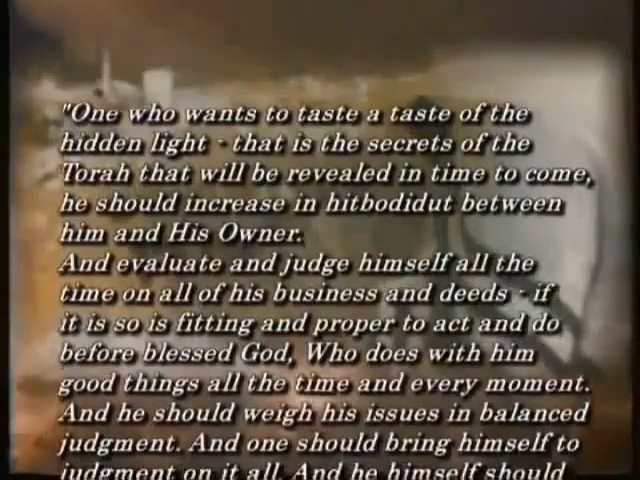 "One who wants to taste a taste of the
hidden light - that is the secrets of the
Torah that will be revealed in time to come,
he should increase in hitbodidut between
him and His Owner.
And evaluate and judge himself all the
time on all of his business and deeds - if
it is so is fitting and proper to act and do
before blessed God, Who does with him
good things all the time and every moment.
And he should weigh his issues in balanced
judgment. And one should bring himself to
judgment on it all. And he himself should